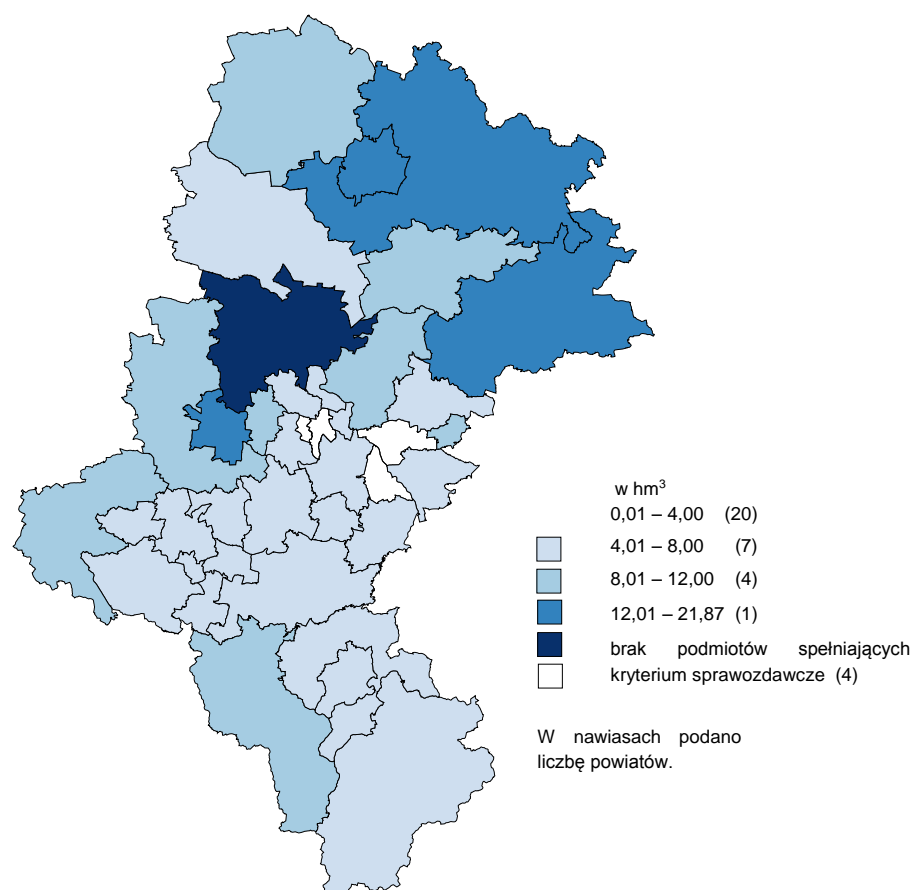 w hm³
0,01 – 4,00 (20)
4,01 – 8,00 (7)
8,01 – 12,00 (4)
12,01 – 21,87 (1)
brak podmiotów spełniających
kryterium sprawozdawcze (4)
W nawiasach podano
liczbę powiatów.